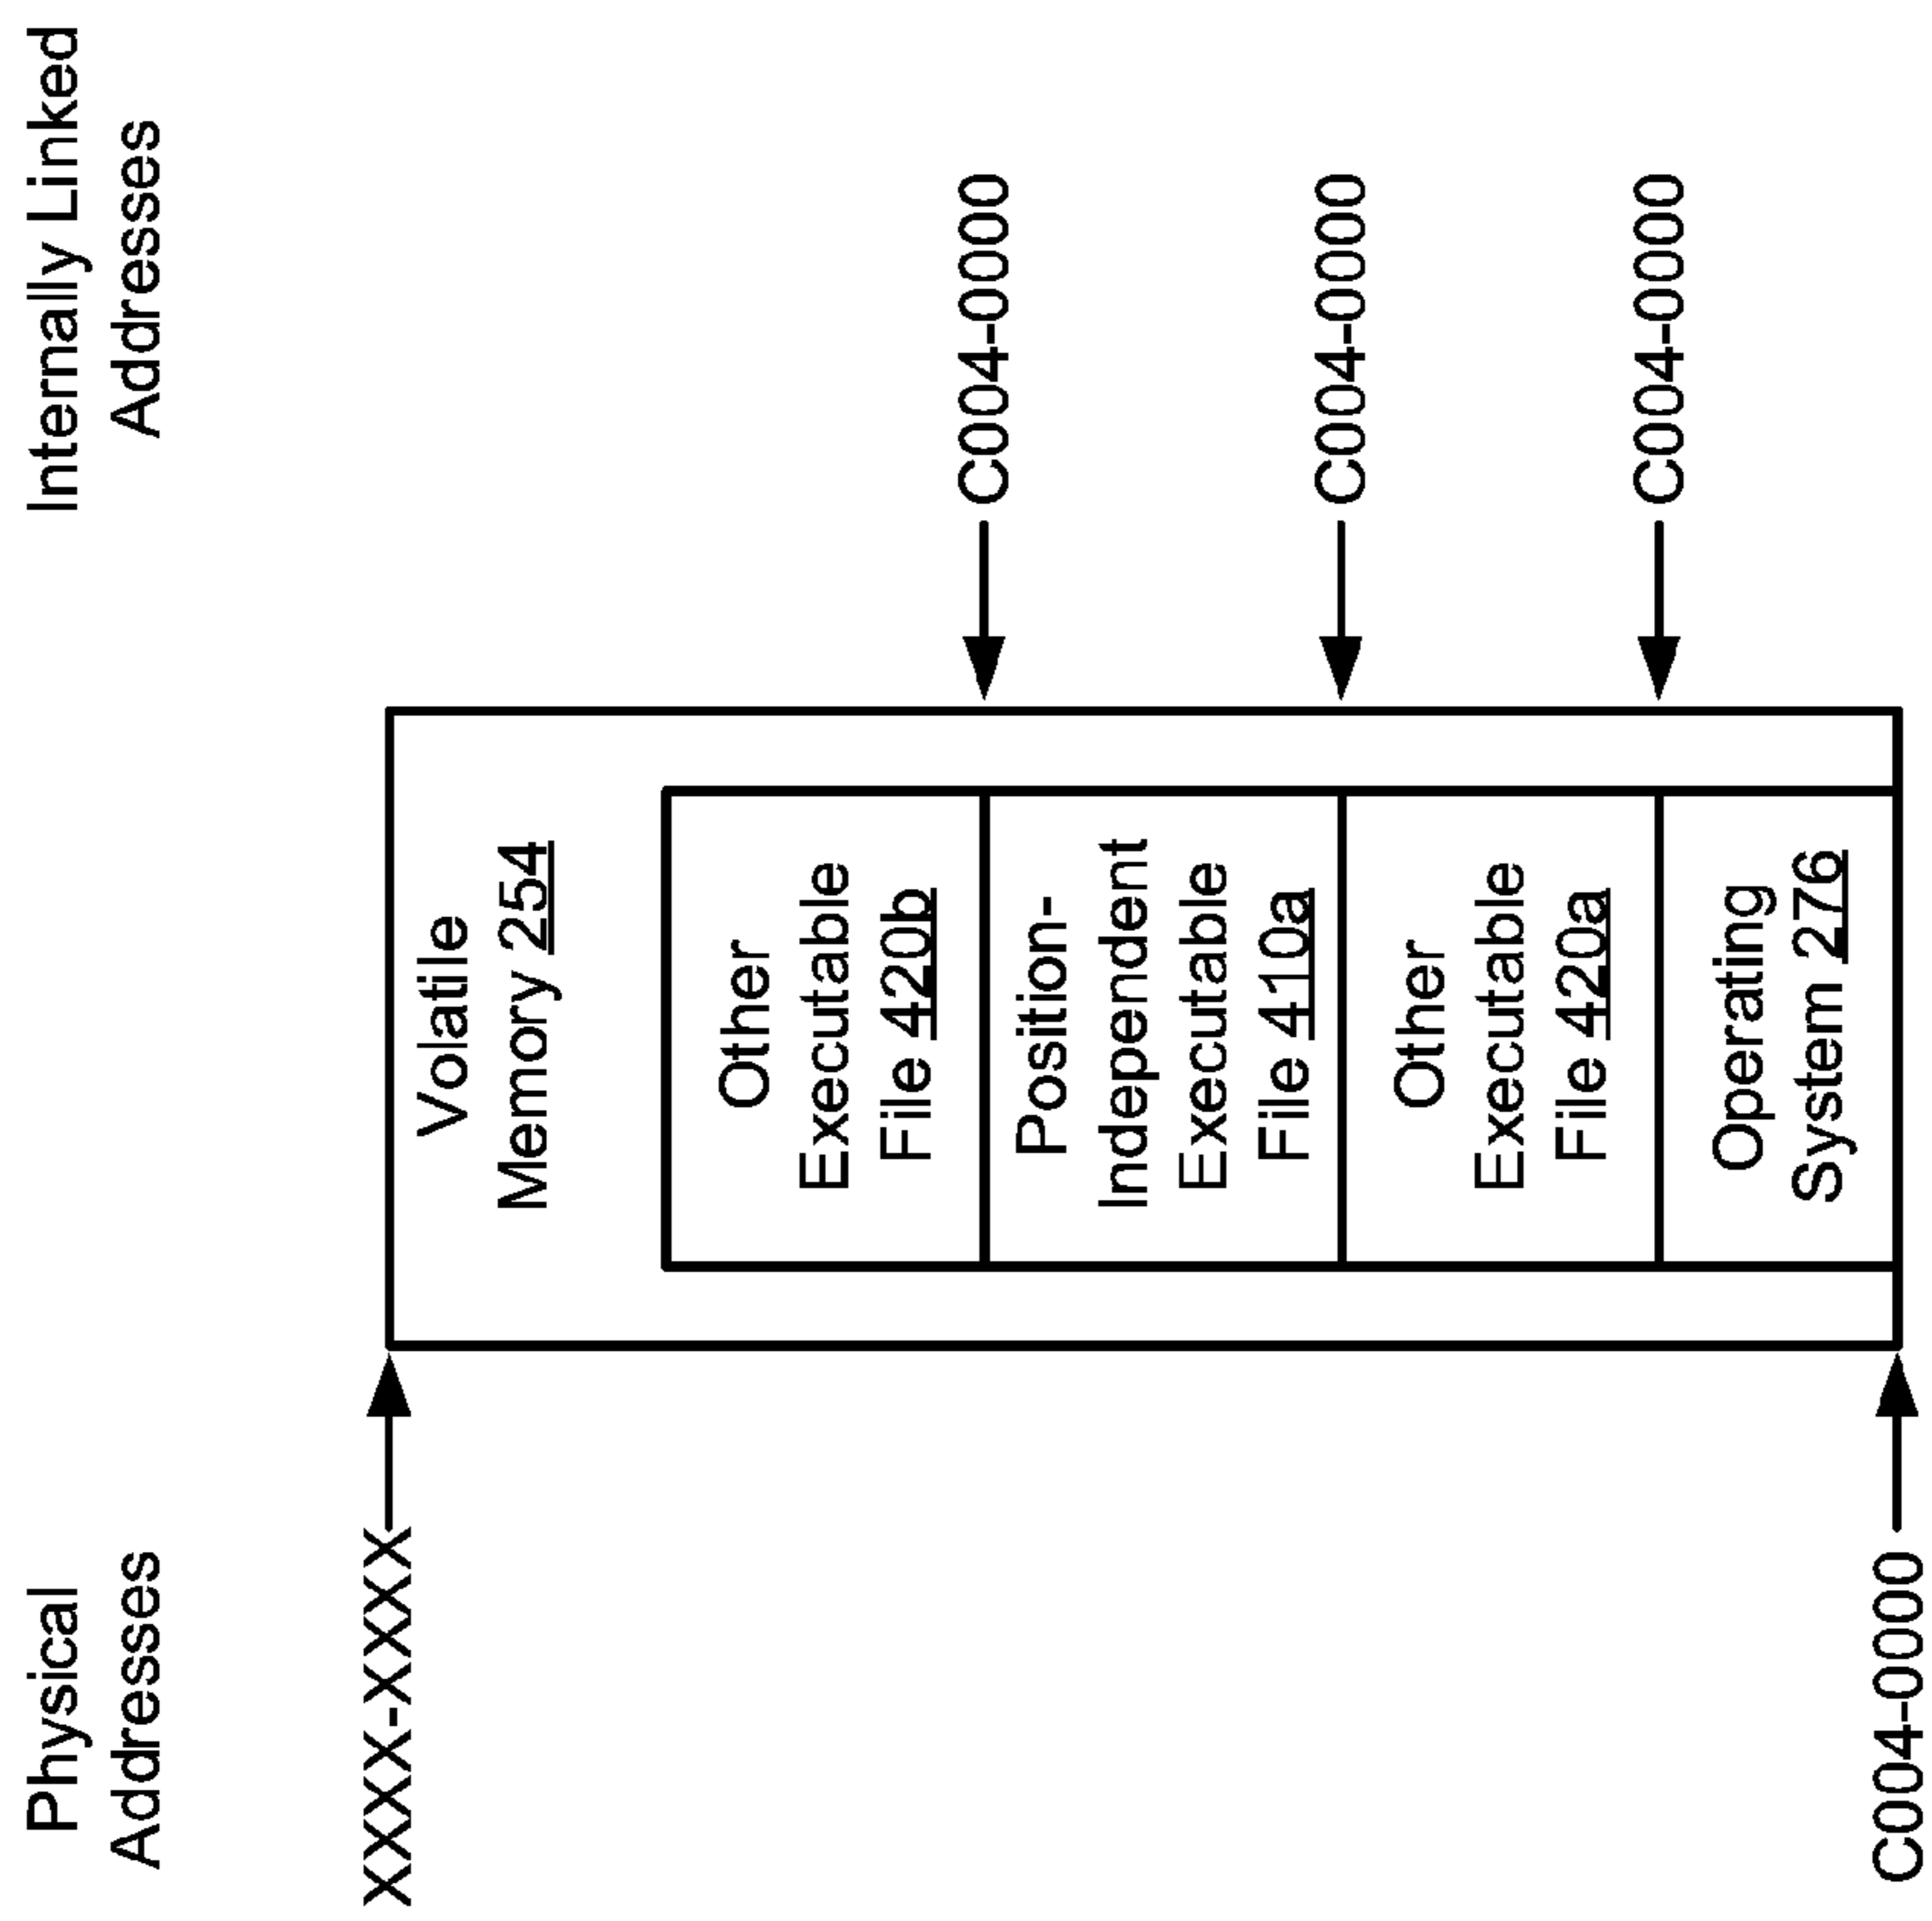 Physical
Addresses
Internally Linked
Addresses
XXXX-XXXX
Volatile
Memory 254
Other
Executable
File 420b
C004-0000
Position-
Independent
Executable
File 410a
C004-0000
Other
Executable
File 420a
C004-0000
Operating
System 276
C004-0000